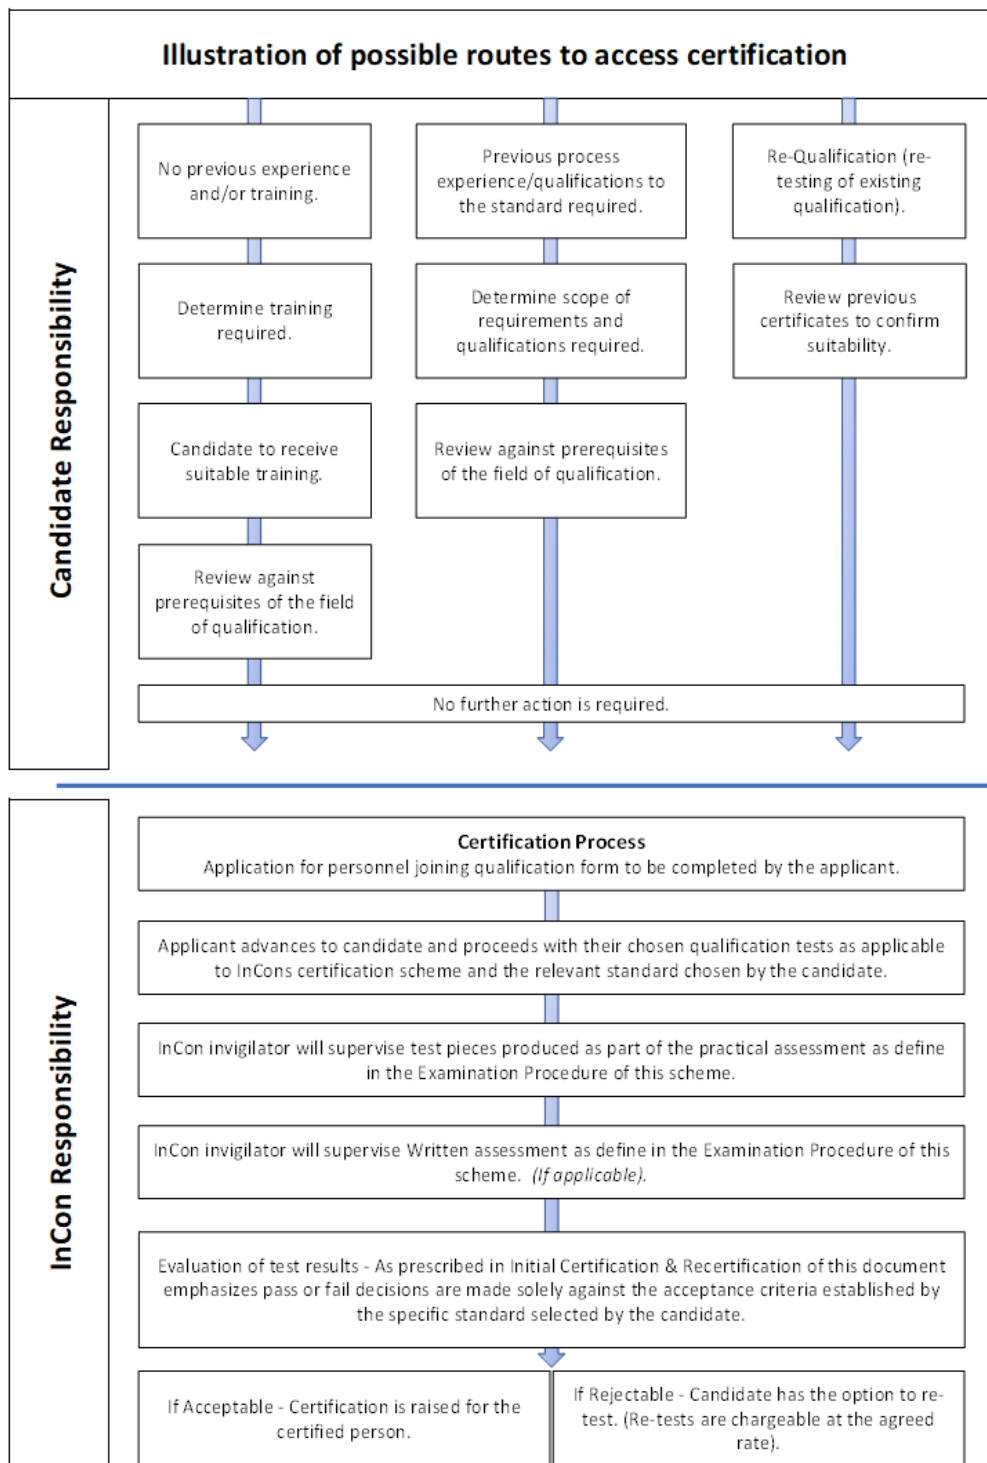 Illustration of possible routes to access certification
Candidate Responsibility
No previous experience
and/or training.
Determine training
required.
Candidate to receive
suitable training.
Review against
prerequisites of the field
of qualification.
Previous process
experience/qualifications to
the standard required.
Determine scope of
requirements and
qualifications required.
Review against prerequisites
of the field of qualification.
Re-Qualification (re-
testing of existing
qualification).
Review previous
certificates to confirm
suitability.
No further action is required.
InCon Responsibility
Certification Process
Application for personnel joining qualification form to be completed by the applicant.
Applicant advances to candidate and proceeds with their chosen qualification tests as applicable
to InCons certification scheme and the relevant standard chosen by the candidate.
InCon invigilator will supervise test pieces produced as part of the practical assessment as define
in the Examination Procedure of this scheme.
InCon invigilator will supervise Written assessment as define in the Examination Procedure of this
scheme. (If applicable).
Evaluation of test results - As prescribed in Initial Certification & Recertification of this document
emphasizes pass or fail decisions are made solely against the acceptance criteria established by
the specific standard selected by the candidate.
If Acceptable - Certification is raised for the
certified person.
If Rejectable - Candidate has the option to re-
test. (Re-tests are chargeable at the agreed
rate).